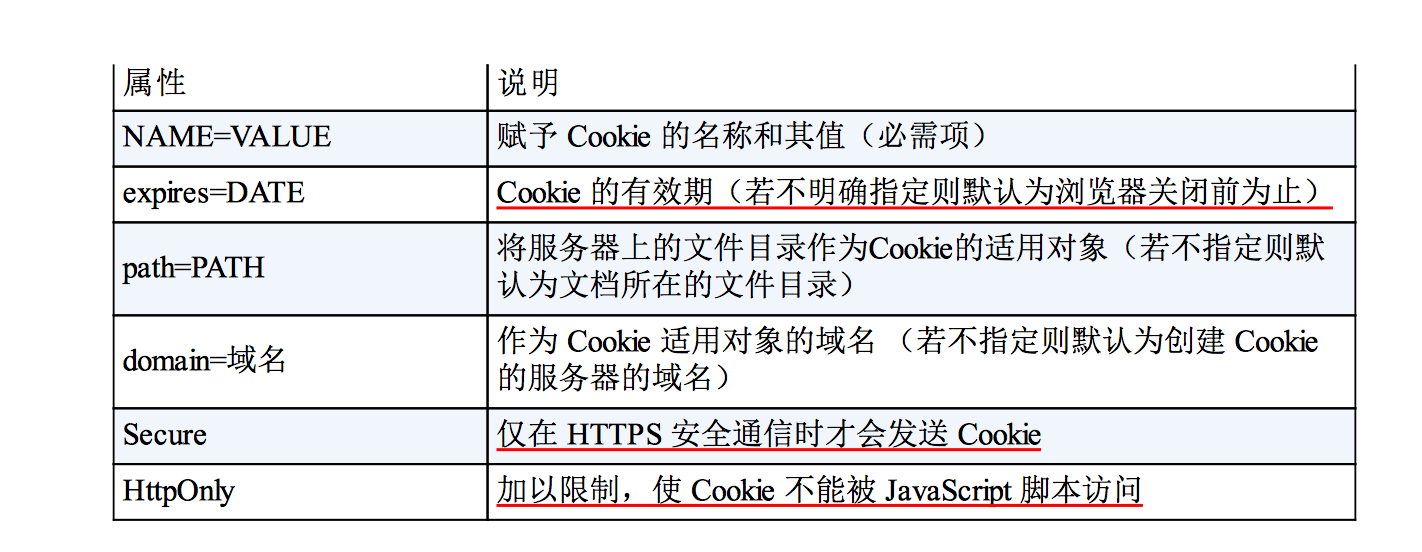 属性
说明
NAME=VALUE
赋予 Cookie 的名称和其值（必需项）
expires=DATE
Cookie 的有效期（若不明确指定则默认为浏览器关闭前为止）
path=PATH
将服务器上的文件目录作为Cookie的适用对象（若不指定则默
认为文档所在的文件目录）
domain=域名
作为 Cookie 适用对象的域名 （若不指定则默认为创建 Cookie
的服务器的域名）
Secure
仅在 HTTPS 安全通信时才会发送 Cookie
HttpOnly
加以限制，使 Cookie 不能被 JavaScript 脚本访问